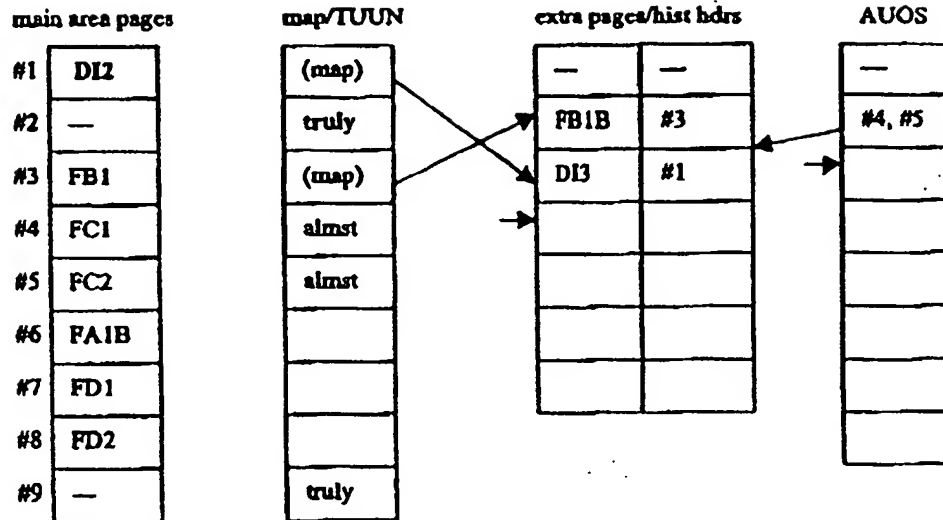 main area pages map/TUUN extra pages/hist hdrs AUOS
#1 DI2 (map) — — —
#2 — truly FB1B #3 #4, #5
#3 FB1 (map) DI3 #1
#4 FC1 almst
#5 FC2 almst
#6 FA1B
#7 FD1
#8 FD2
#9 — truly